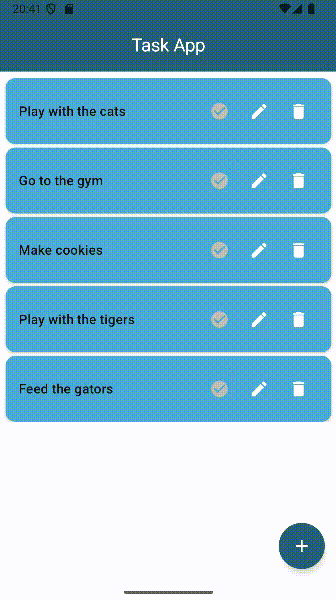 20:41
Task App
Play with the cats
Go to the gym
Make cookies
Play with the tigers
Feed the gators
+